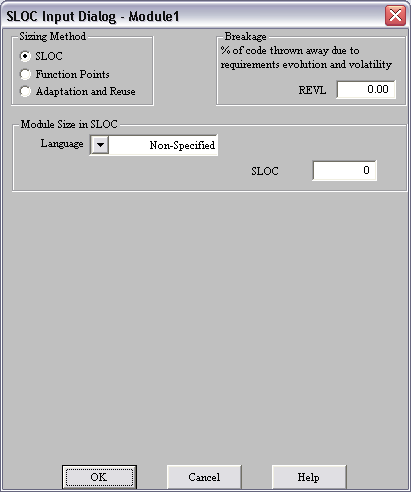 SLOC Input Dialog - Module1
Sizing Method
SLOC
Function Points
Adaptation and Reuse
Breakage
% of code thrown away due to
requirements evolution and volatility
REVL 0.00
Module Size in SLOC
Language Non-Specified
SLOC 0
OK Cancel Help